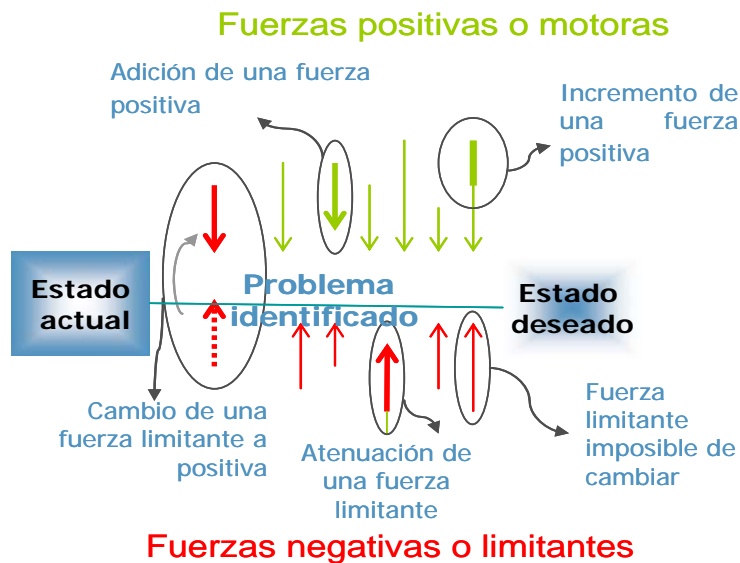 Fuerzas positivas o motoras
Adición de una fuerza
positiva
Incremento de
una fuerza
positiva
Estado
actual
Problema
identificado
Estado
deseado
Cambio de una
fuerza limitante a
positiva
Atenuación de
una fuerza
limitante
Fuerza
limitante
imposible de
cambiar
Fuerzas negativas o limitantes